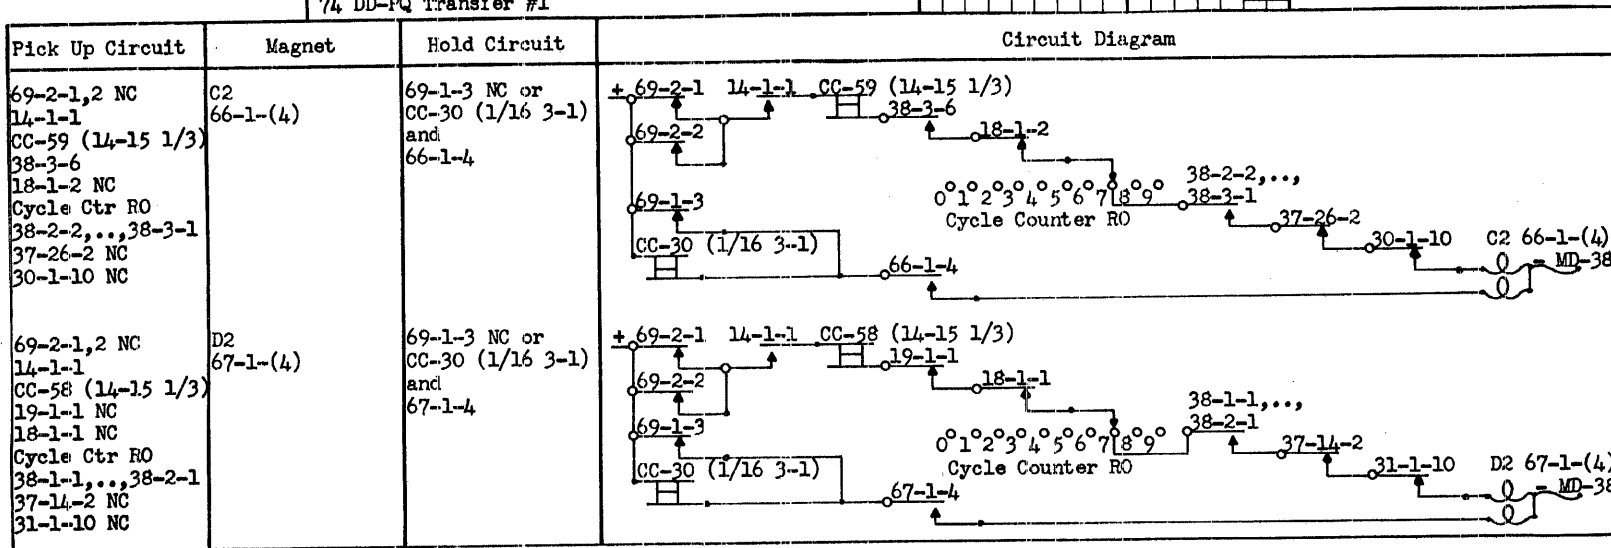 74 DD-PQ Transfer #1
Pick Up Circuit
Magnet
Hold Circuit
Circuit Diagram
69-2-1,2 NC
14-1-1
CC-59 (14-15 1/3)
38-3-6
18-1-2 NC
Cycle Ctr RO
38-2-2,..,38-3-1
37-26-2 NC
30-1-10 NC
C2
66-1-(4)
69-1-3 NC or
CC-30 (1/16 3-1)
and
66-1-4
+ 69-2-1 14-1-1 CC-59 (14-15 1/3)
38-3-6
69-2-2
18-1-2
38-2-2,..,
0 1 2 3 4 5 6 7 8 9
38-3-1
69-1-3
Cycle Counter RO
37-26-2
CC-30 (1/16 3-1)
30-1-10
C2 66-1-(4)
66-1-4
- MD-38
69-2-1,2 NC
14-1-1
CC-58 (14-15 1/3)
19-1-1 NC
18-1-1 NC
Cycle Ctr RO
38-1-1,..,38-2-1
37-14-2 NC
31-1-10 NC
D2
67-1-(4)
69-1-3 NC or
CC-30 (1/16 3-1)
and
67-1-4
+ 69-2-1 14-1-1 CC-58 (14-15 1/3)
19-1-1
69-2-2
18-1-1
38-1-1,..,
69-1-3
38-2-1
0 1 2 3 4 5 6 7 8 9
37-14-2
Cycle Counter RO
CC-30 (1/16 3-1)
31-1-10
D2 67-1-(4)
67-1-4
- MD-38